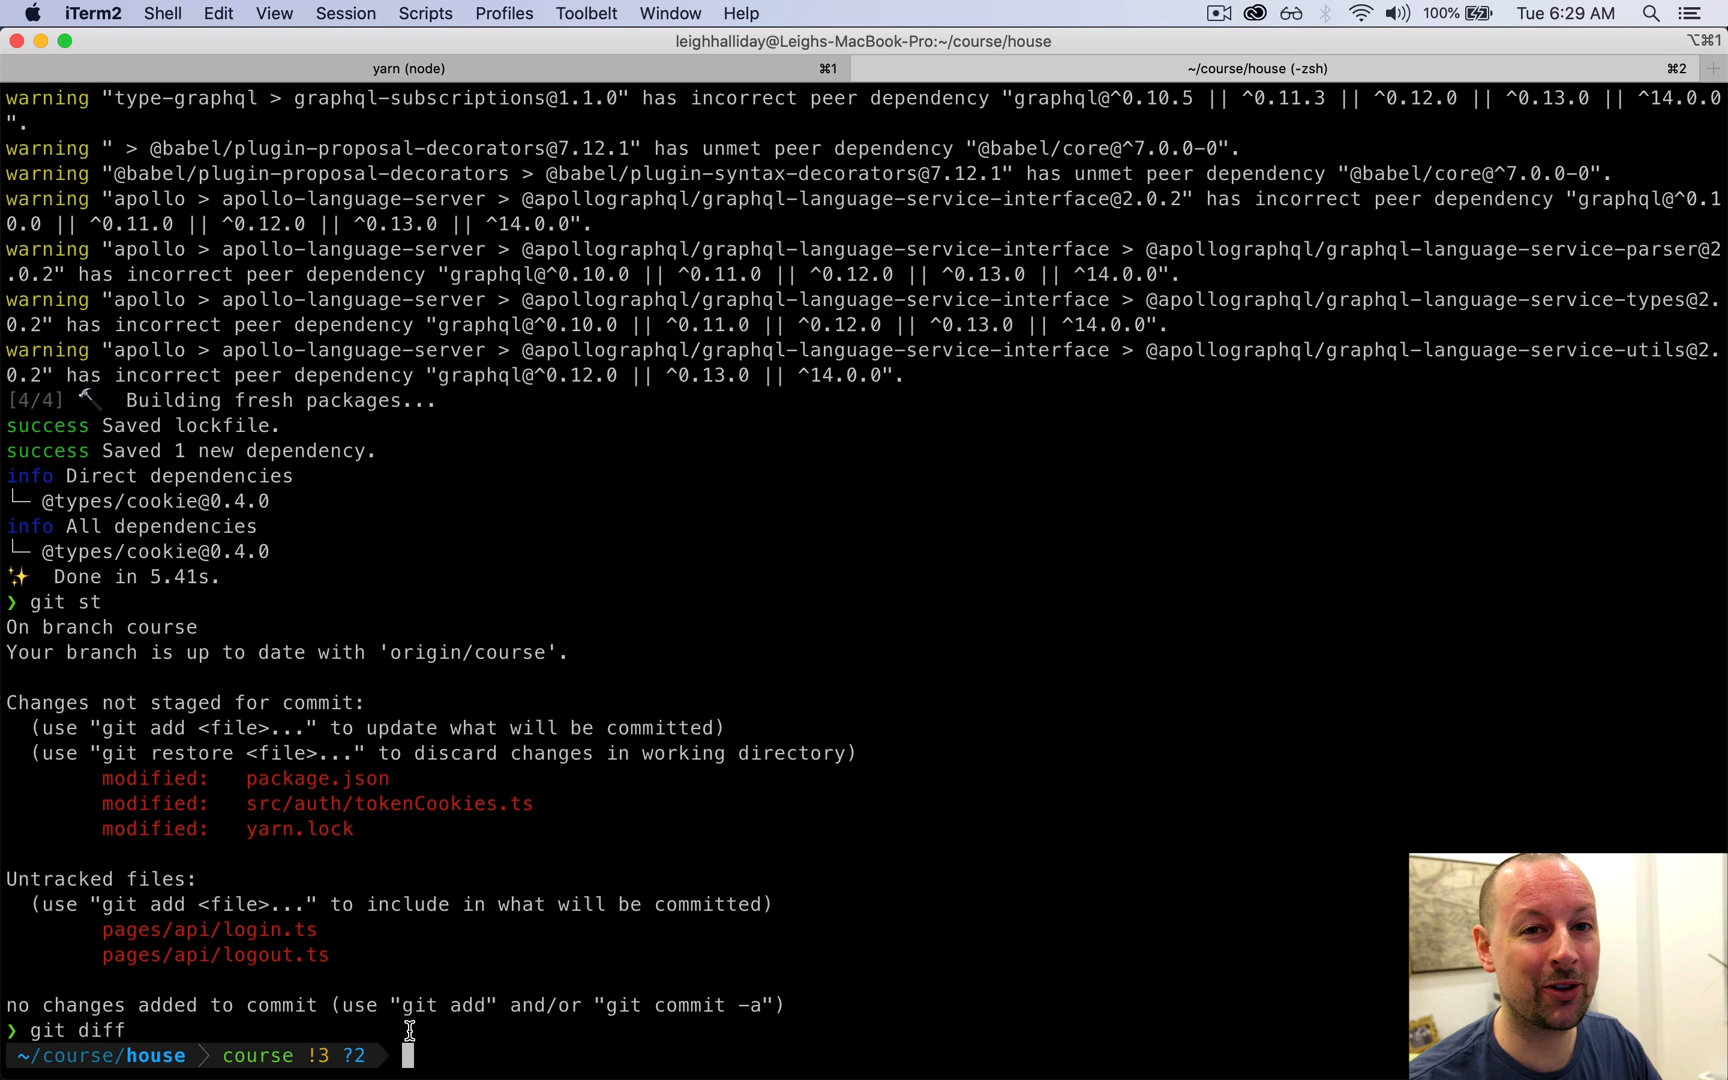 iTerm2 Shell Edit View Session Scripts Profiles Toolbelt Window Help 100% Tue 6:29 AM
leighhalliday@Leighs-MacBook-Pro:~/course/house ⌥⌘1
yarn (node) ⌘1 ~/course/house (-zsh) ⌘2
warning "type-graphql > graphql-subscriptions@1.1.0" has incorrect peer dependency "graphql@^0.10.5 || ^0.11.3 || ^0.12.0 || ^0.13.0 || ^14.0.0
".
warning " > @babel/plugin-proposal-decorators@7.12.1" has unmet peer dependency "@babel/core@^7.0.0-0".
warning "@babel/plugin-proposal-decorators > @babel/plugin-syntax-decorators@7.12.1" has unmet peer dependency "@babel/core@^7.0.0-0".
warning "apollo > apollo-language-server > @apollographql/graphql-language-service-interface@2.0.2" has incorrect peer dependency "graphql@^0.1
0.0 || ^0.11.0 || ^0.12.0 || ^0.13.0 || ^14.0.0".
warning "apollo > apollo-language-server > @apollographql/graphql-language-service-interface > @apollographql/graphql-language-service-parser@2
.0.2" has incorrect peer dependency "graphql@^0.10.0 || ^0.11.0 || ^0.12.0 || ^0.13.0 || ^14.0.0".
warning "apollo > apollo-language-server > @apollographql/graphql-language-service-interface > @apollographql/graphql-language-service-types@2.
0.2" has incorrect peer dependency "graphql@^0.10.0 || ^0.11.0 || ^0.12.0 || ^0.13.0 || ^14.0.0".
warning "apollo > apollo-language-server > @apollographql/graphql-language-service-interface > @apollographql/graphql-language-service-utils@2.
0.2" has incorrect peer dependency "graphql@^0.12.0 || ^0.13.0 || ^14.0.0".
[4/4] 🔨 Building fresh packages...
success Saved lockfile.
success Saved 1 new dependency.
info Direct dependencies
└─ @types/cookie@0.4.0
info All dependencies
└─ @types/cookie@0.4.0
✨ Done in 5.41s.
❯ git st
On branch course
Your branch is up to date with 'origin/course'.
Changes not staged for commit:
(use "git add <file>..." to update what will be committed)
(use "git restore <file>..." to discard changes in working directory)
modified: package.json
modified: src/auth/tokenCookies.ts
modified: yarn.lock
Untracked files:
(use "git add <file>..." to include in what will be committed)
pages/api/login.ts
pages/api/logout.ts
no changes added to commit (use "git add" and/or "git commit -a")
❯ git diff
~/course/house course !3 ?2